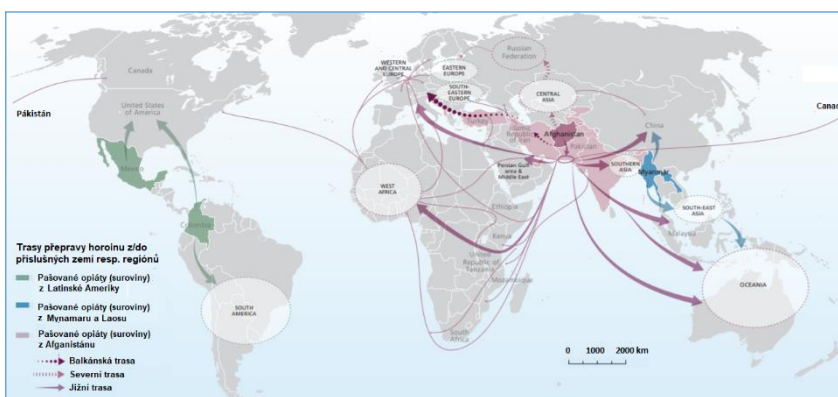 Canada
United States
of America
Pákistán
Mexico
Colombia
SOUTH
AMERICA
WESTERN
AND CENTRAL
EUROPE
EASTERN
EUROPE
SOUTH-
EASTERN
EUROPE
Russian
Federation
CENTRAL
ASIA
Turkey
Islamic
Republic
of Iran
Afghanistan
Pakistan
China
Canad
Persian Gulf
area &
Middle East
SOUTHERN
ASIA
Myanmar
WEST
AFRICA
Ethiopia
Kenya
United
Republic of
Tanzania
Mozambique
South
Africa
SOUTH-EAST
ASIA
Malaysia
OCEANIA
Trasy přepravy horoinu z/do
příslušných zemí resp. regiónů
Pašované opiáty (suroviny)
z Latinské Ameriky
Pašované opiáty (suroviny)
z Mynamaru a Laosu
Pašované opiáty (suroviny)
z Afganistánu
Balkánská trasa
Severní trasa
Jižní trasa
0 1000 2000 km